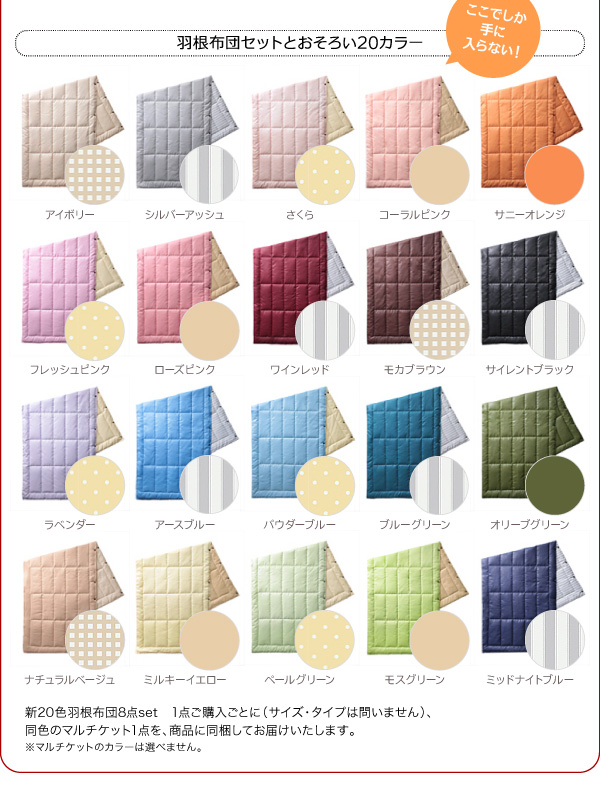 ここでしか
手に
入らない!
羽根布団セットとおそろい20カラー
アイボリー
シルバーアッシュ
さくら
コーラルピンク
サニーオレンジ
フレッシュピンク
ローズピンク
ワインレッド
モカブラウン
サイレントブラック
ラベンダー
アースブルー
パウダーブルー
ブルーグリーン
オリーブグリーン
ナチュラルベージュ
ミルキーイエロー
ペールグリーン
モスグリーン
ミッドナイトブルー
新20色羽根布団8点set　1点ご購入ごとに(サイズ・タイプは問いません)、
同色のマルチケット1点を、商品に同梱してお届けいたします。
※マルチケットのカラーは選べません。